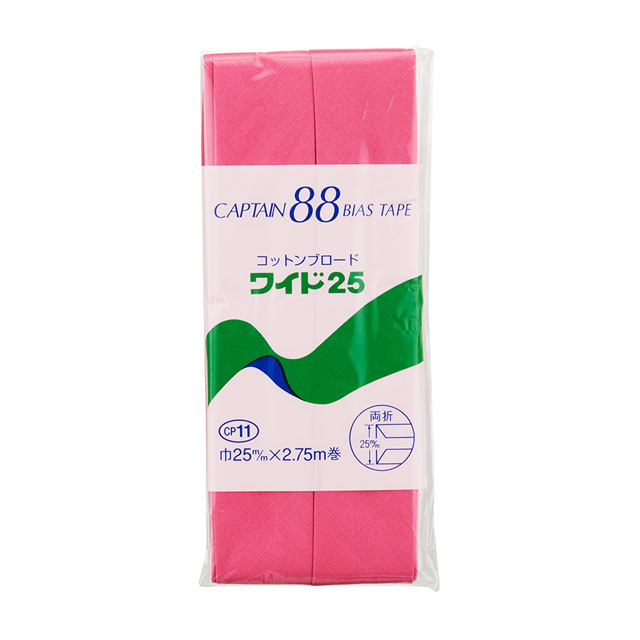 CAPTAIN 88 BIAS TAPE
コットンブロード
ワイド25
CP11
巾25m/m×2.75m巻
両折
25m/m